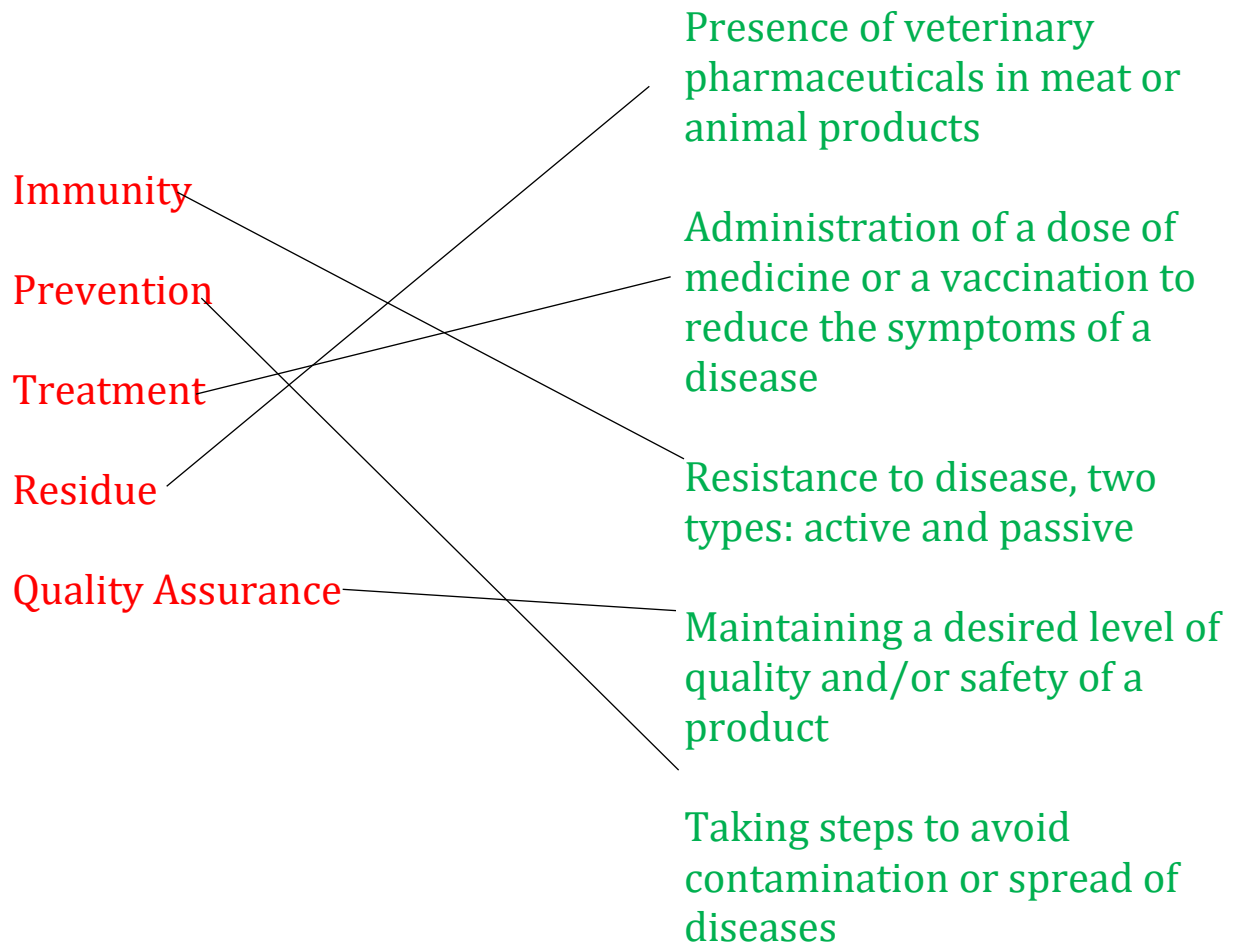 Immunity
Prevention
Treatment
Residue
Quality Assurance
Presence of veterinary
pharmaceuticals in meat or
animal products
Administration of a dose of
medicine or a vaccination to
reduce the symptoms of a
disease
Resistance to disease, two
types: active and passive
Maintaining a desired level of
quality and/or safety of a
product
Taking steps to avoid
contamination or spread of
diseases